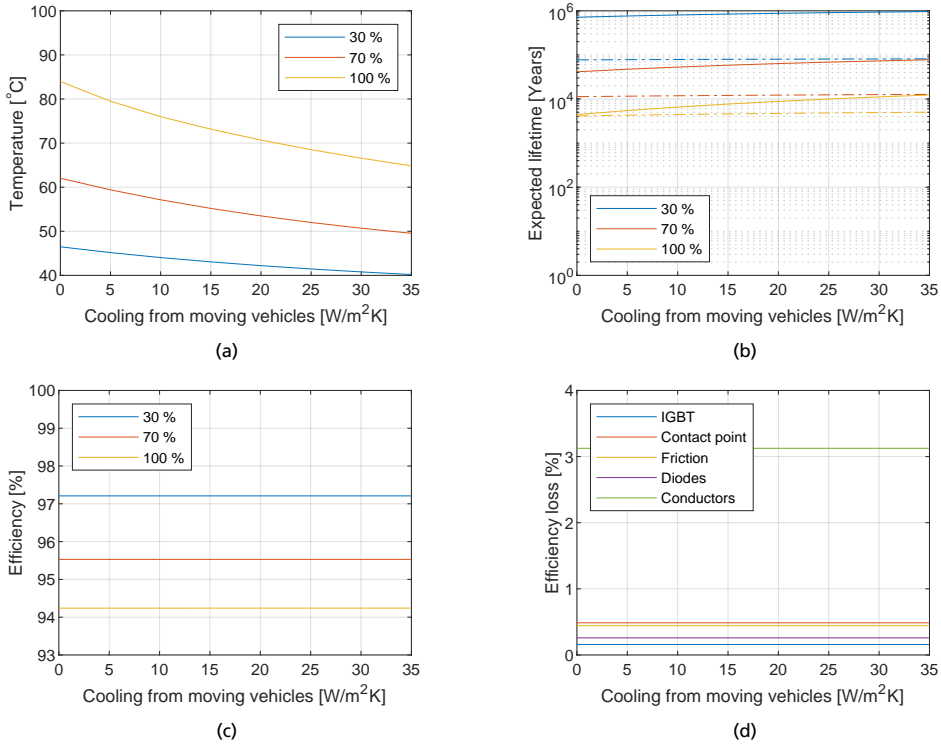 100
90
80
70
60
50
40
Temperature [°C]
30 %
70 %
100 %
0 5 10 15 20 25 30 35
Cooling from moving vehicles [W/m²K]
(a)
10⁶
10⁴
10²
10⁰
Expected lifetime [Years]
30 %
70 %
100 %
0 5 10 15 20 25 30 35
Cooling from moving vehicles [W/m²K]
(b)
100
99
98
97
96
95
94
93
Efficiency [%]
30 %
70 %
100 %
0 5 10 15 20 25 30 35
Cooling from moving vehicles [W/m²K]
(c)
4
3
2
1
0
Efficiency loss [%]
IGBT
Contact point
Friction
Diodes
Conductors
0 5 10 15 20 25 30 35
Cooling from moving vehicles [W/m²K]
(d)